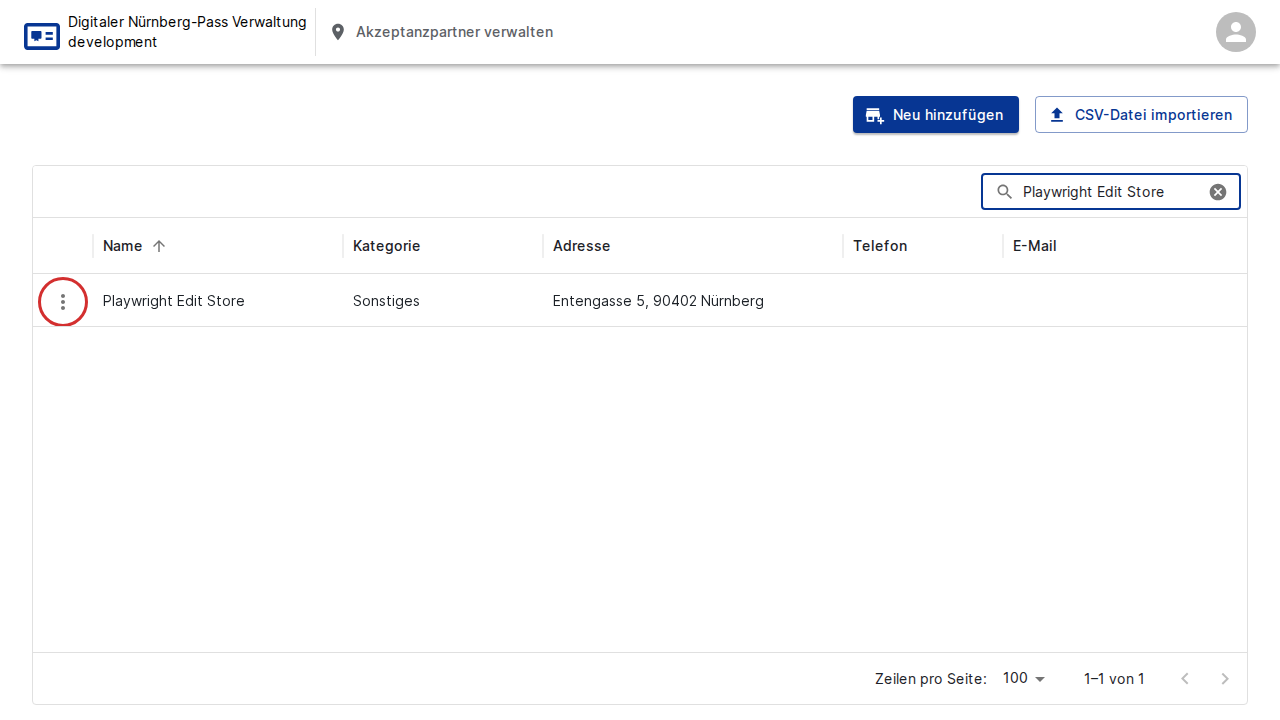 Digitaler Nürnberg-Pass Verwaltung
development
Akzeptanzpartner verwalten
Neu hinzufügen
CSV-Datei importieren
Playwright Edit Store
Name
Kategorie
Adresse
Telefon
E-Mail
Playwright Edit Store
Sonstiges
Entengasse 5, 90402 Nürnberg
Zeilen pro Seite:
100
1–1 von 1